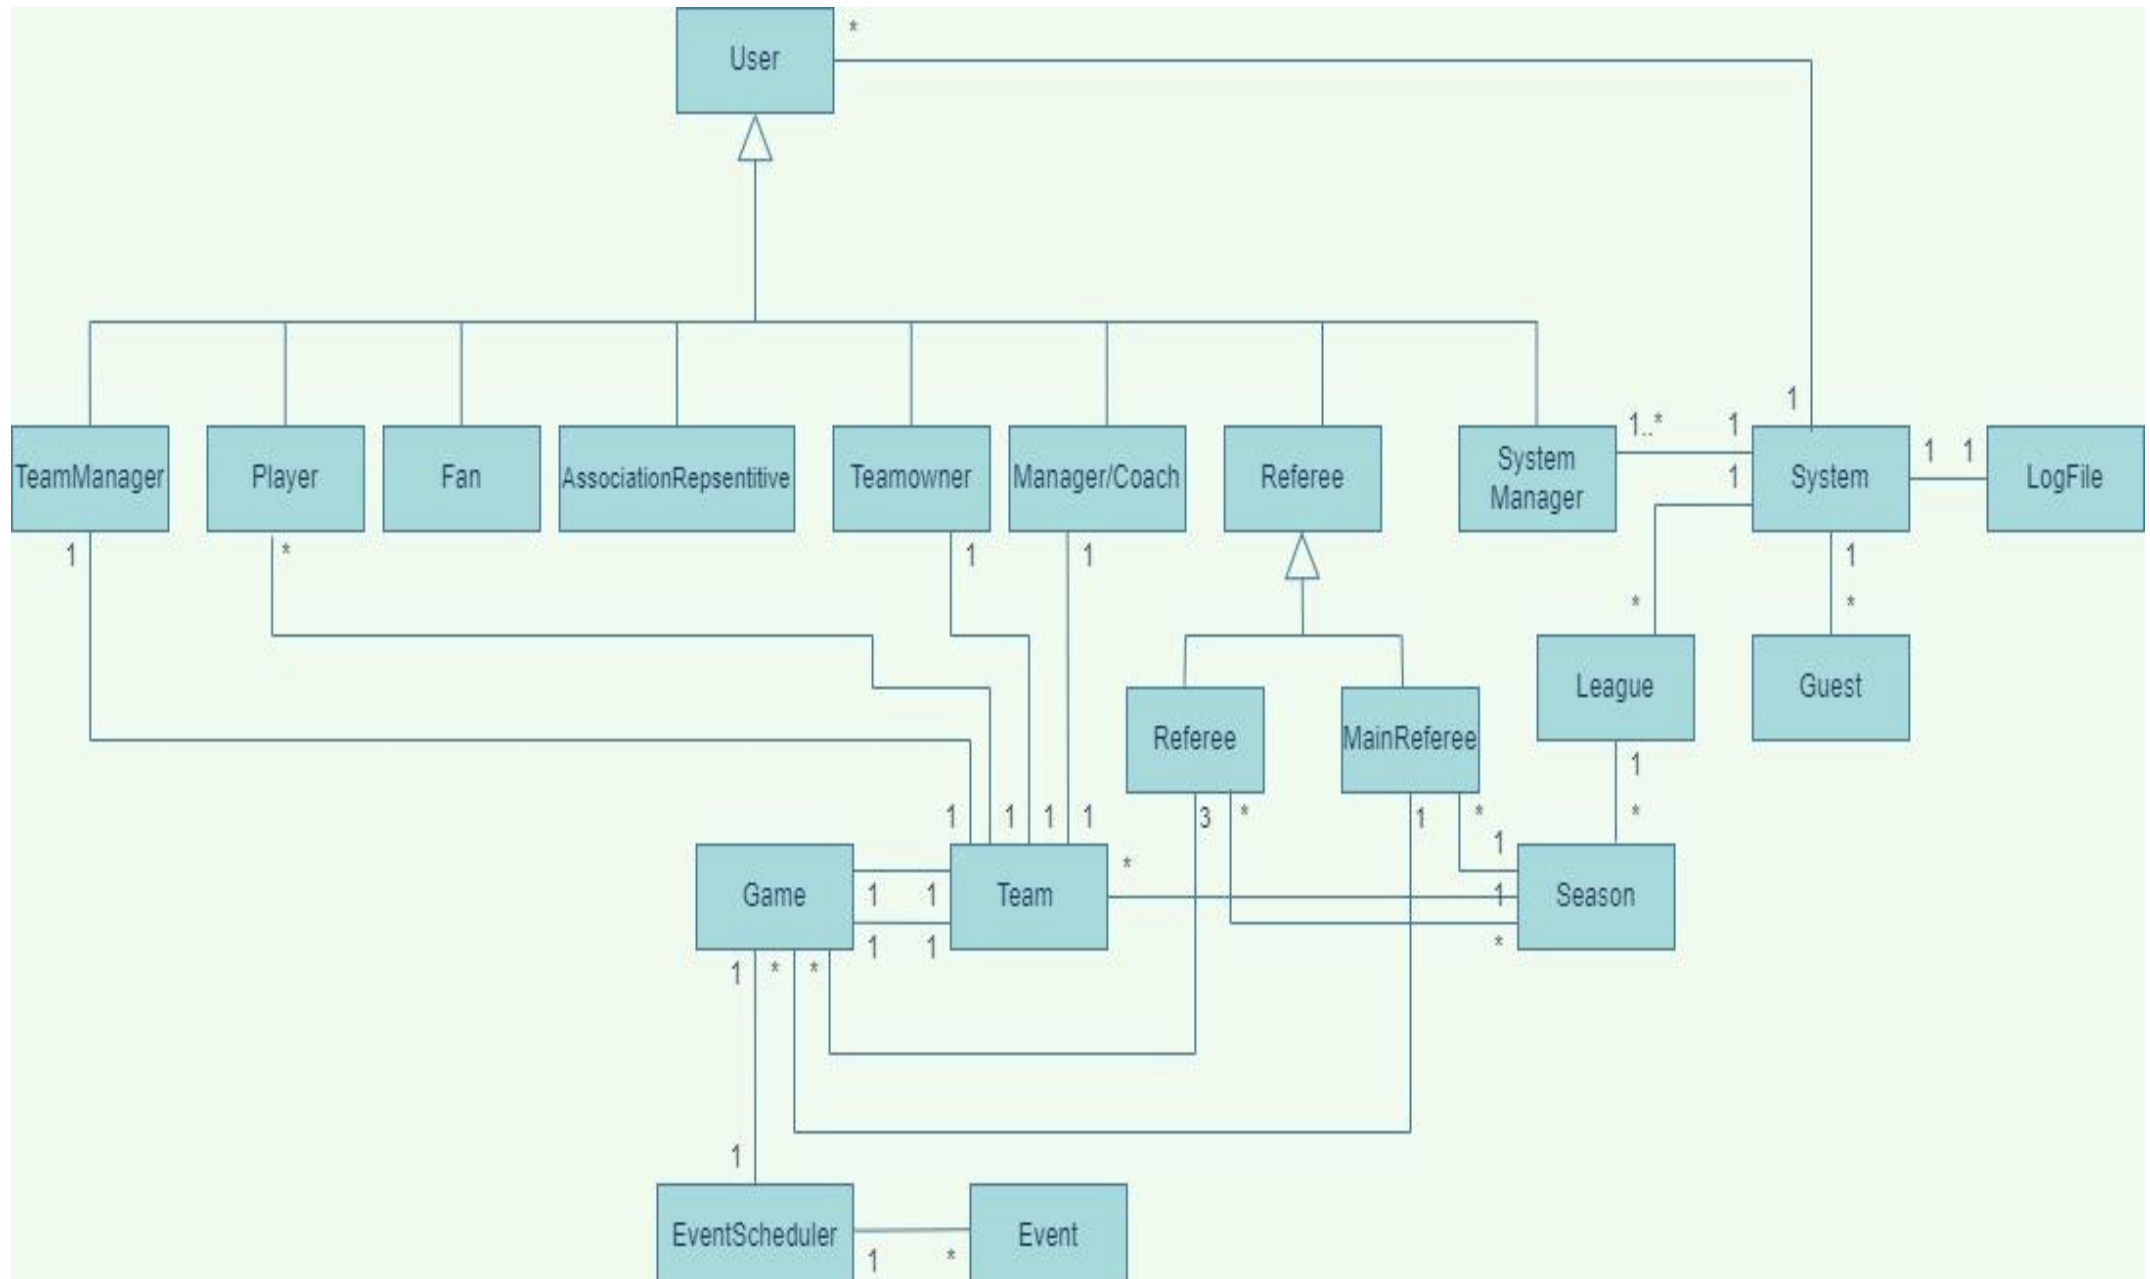 User
*
1
1..*
1
1
1
1
TeamManager
Player
Fan
AssociationRepsentitive
Teamowner
Manager/Coach
Referee
System
Manager
System
LogFile
1
*
1
1
1
*
*
League
Guest
Referee
MainReferee
1
*
1
1
1
1
3
*
1
*
1
*
Game
1
1
Team
1
Season
1
1
*
1
*
*
1
EventScheduler
1
*
Event